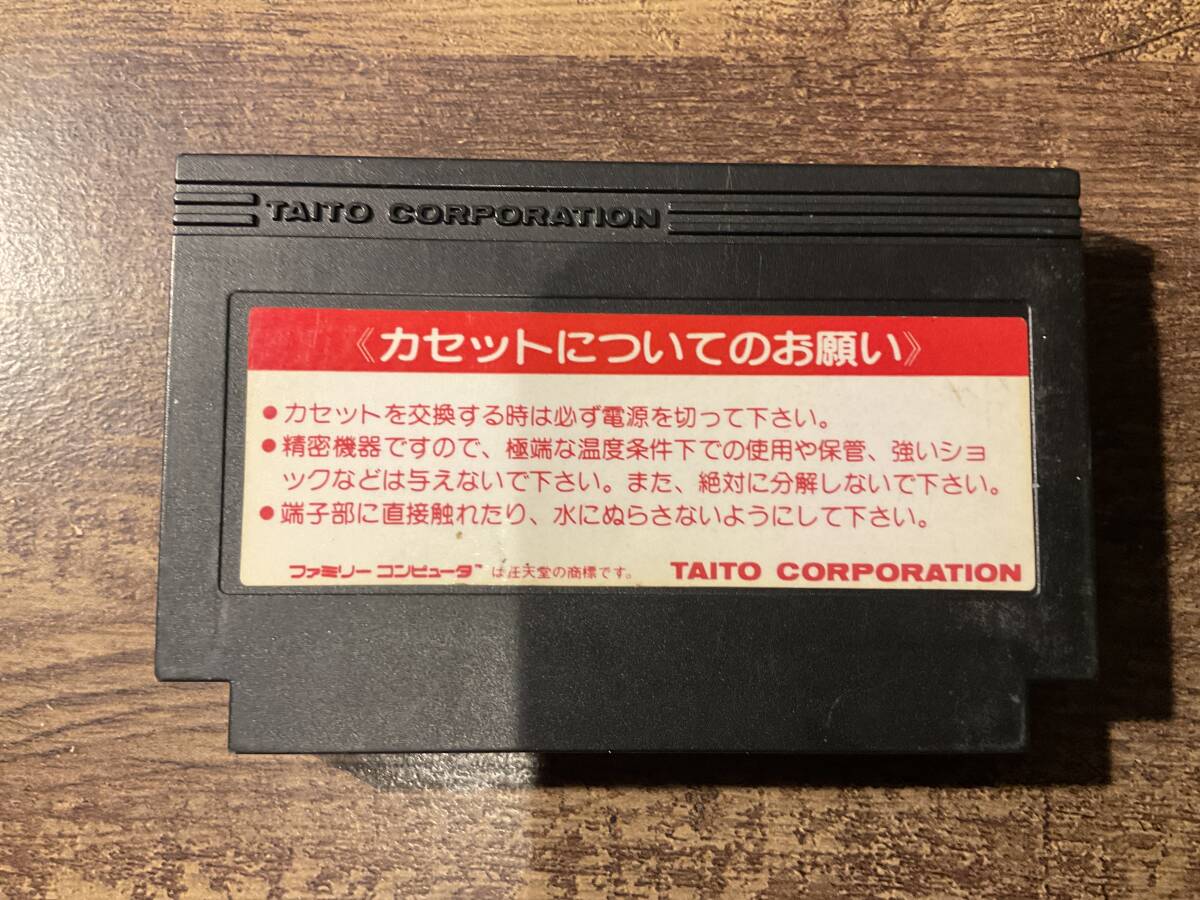 TAITO CORPORATION
《カセットについてのお願い》
●カセットを交換する時は必ず電源を切って下さい。
●精密機器ですので、極端な温度条件下での使用や保管、強いショ
ックなどは与えないで下さい。また、絶対に分解しないで下さい。
●端子部に直接触れたり、水にぬらさないようにして下さい。
ファミリーコンピュータ™は任天堂の商標です。 TAITO CORPORATION